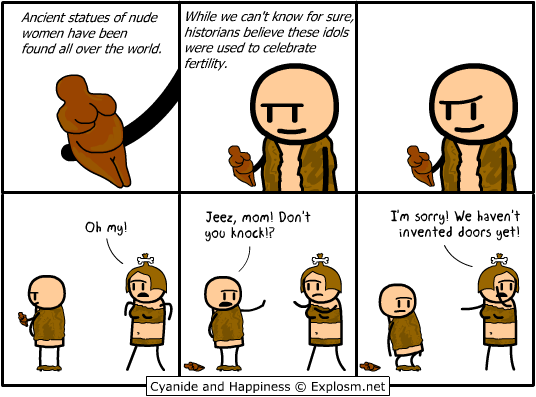 Ancient statues of nude
women have been
found all over the world.
While we can't know for sure,
historians believe these idols
were used to celebrate
fertility.
Oh my!
Jeez, mom! Don't
you knock!?
I'm sorry! We haven't
invented doors yet!
Cyanide and Happiness © Explosm.net